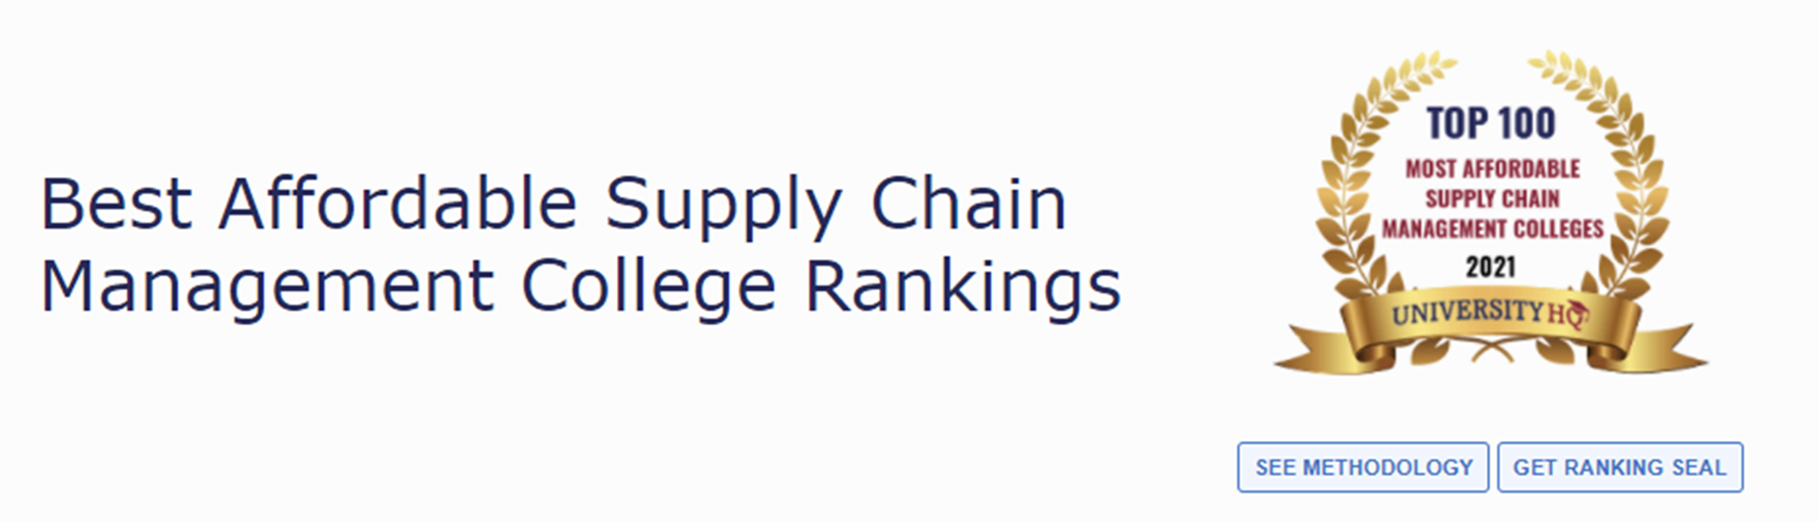 Best Affordable Supply Chain
Management College Rankings
TOP 100
MOST AFFORDABLE
SUPPLY CHAIN
MANAGEMENT COLLEGES
2021
UNIVERSITY HQ
SEE METHODOLOGY
GET RANKING SEAL